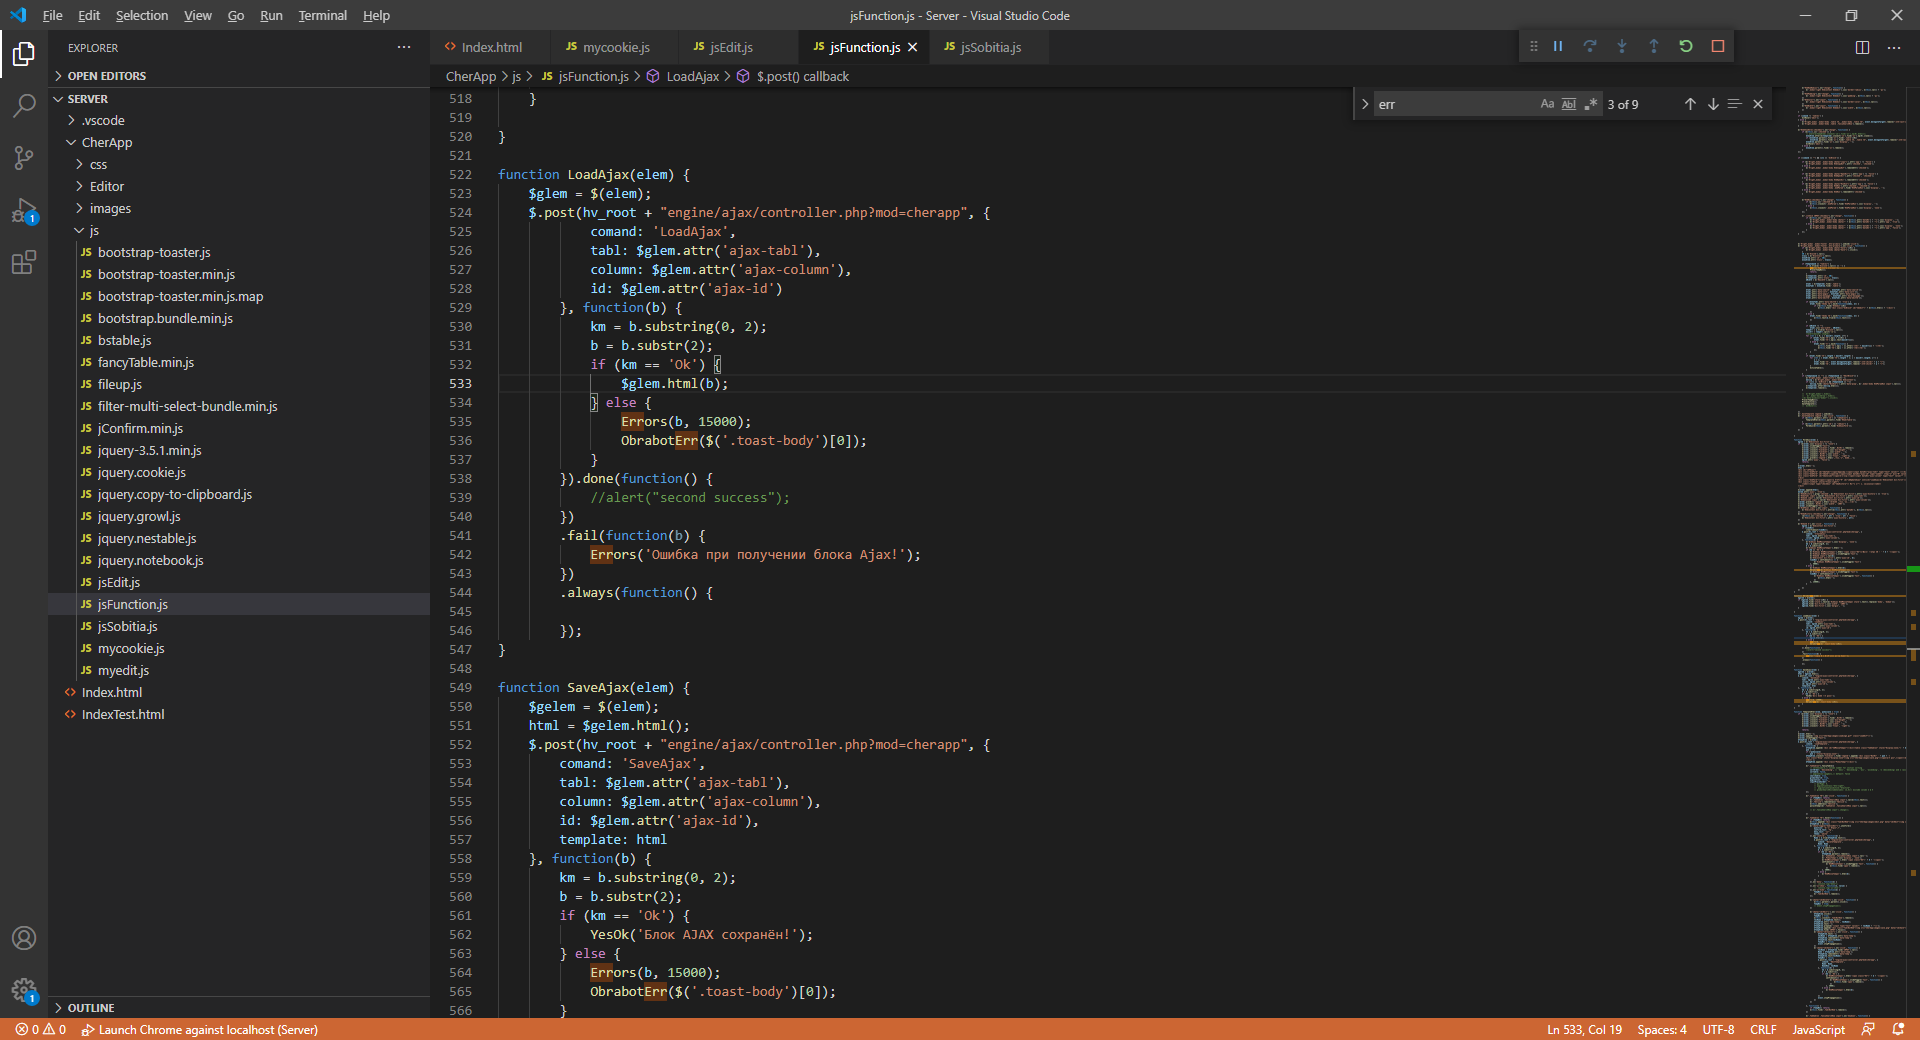 File Edit Selection View Go Run Terminal Help
jsFunction.js - Server - Visual Studio Code
EXPLORER
OPEN EDITORS
SERVER
.vscode
CherApp
css
Editor
images
js
JS bootstrap-toaster.js
JS bootstrap-toaster.min.js
JS bootstrap-toaster.min.js.map
JS bootstrap.bundle.min.js
JS bstable.js
JS fancyTable.min.js
JS fileup.js
JS filter-multi-select-bundle.min.js
JS jConfirm.min.js
JS jquery-3.5.1.min.js
JS jquery.cookie.js
JS jquery.copy-to-clipboard.js
JS jquery.growl.js
JS jquery.nestable.js
JS jquery.notebook.js
JS jsEdit.js
JS jsFunction.js
JS jsSobitia.js
JS mycookie.js
JS myedit.js
<> Index.html
<> IndexTest.html
OUTLINE
1
1
<> Index.html JS mycookie.js JS jsEdit.js JS jsFunction.js JS jsSobitia.js
CherApp > js > JS jsFunction.js > LoadAjax > $.post() callback
err Aa Abl .* 3 of 9
518 }
519
520 }
521
522 function LoadAjax(elem) {
523 $glem = $(elem);
524 $.post(hv_root + "engine/ajax/controller.php?mod=cherapp", {
525 comand: 'LoadAjax',
526 tabl: $glem.attr('ajax-tabl'),
527 column: $glem.attr('ajax-column'),
528 id: $glem.attr('ajax-id')
529 }, function(b) {
530 km = b.substring(0, 2);
531 b = b.substr(2);
532 if (km == 'Ok') {
533 $glem.html(b);
534 } else {
535 Errors(b, 15000);
536 ObrabotErr($('.toast-body')[0]);
537 }
538 }).done(function() {
539 //alert("second success");
540 })
541 .fail(function(b) {
542 Errors('Ошибка при получении блока Ajax!');
543 })
544 .always(function() {
545
546 });
547 }
548
549 function SaveAjax(elem) {
550 $gelem = $(elem);
551 html = $gelem.html();
552 $.post(hv_root + "engine/ajax/controller.php?mod=cherapp", {
553 comand: 'SaveAjax',
554 tabl: $glem.attr('ajax-tabl'),
555 column: $glem.attr('ajax-column'),
556 id: $glem.attr('ajax-id'),
557 template: html
558 }, function(b) {
559 km = b.substring(0, 2);
560 b = b.substr(2);
561 if (km == 'Ok') {
562 YesOk('Блок AJAX сохранён!');
563 } else {
564 Errors(b, 15000);
565 ObrabotErr($('.toast-body')[0]);
566 }
0 0 Launch Chrome against localhost (Server)
Ln 533, Col 19 Spaces: 4 UTF-8 CRLF JavaScript